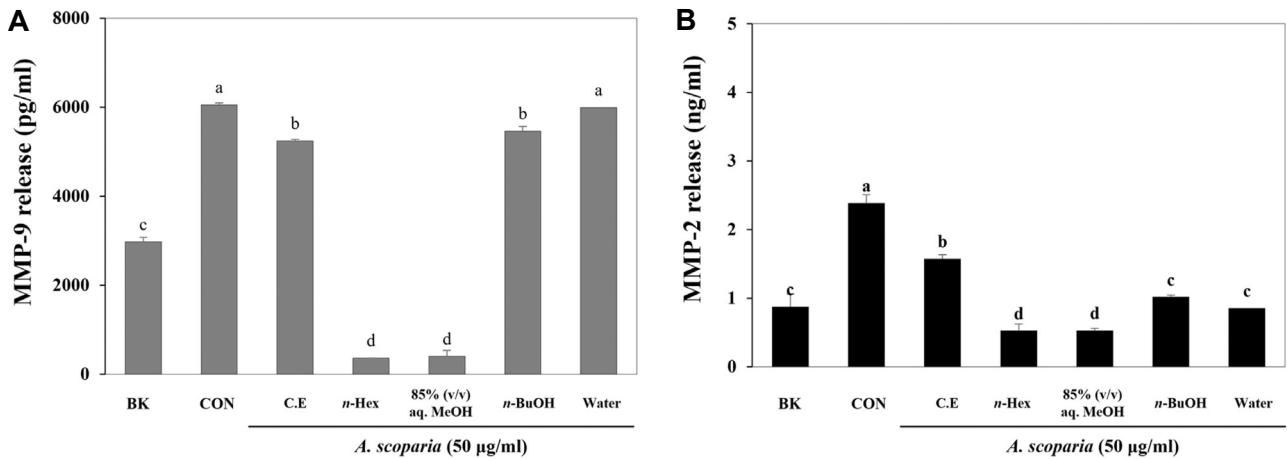 A
MMP-9 release (pg/ml)
8000
6000
4000
2000
0
c
a
b
d
d
b
a
BK
CON
C.E
n-Hex
85% (v/v)
aq. MeOH
n-BuOH
Water
A. scoparia (50 μg/ml)
B
MMP-2 release (ng/ml)
5
4
3
2
1
0
c
a
b
d
d
c
c
BK
CON
C.E
n-Hex
85% (v/v)
aq. MeOH
n-BuOH
Water
A. scoparia (50 μg/ml)